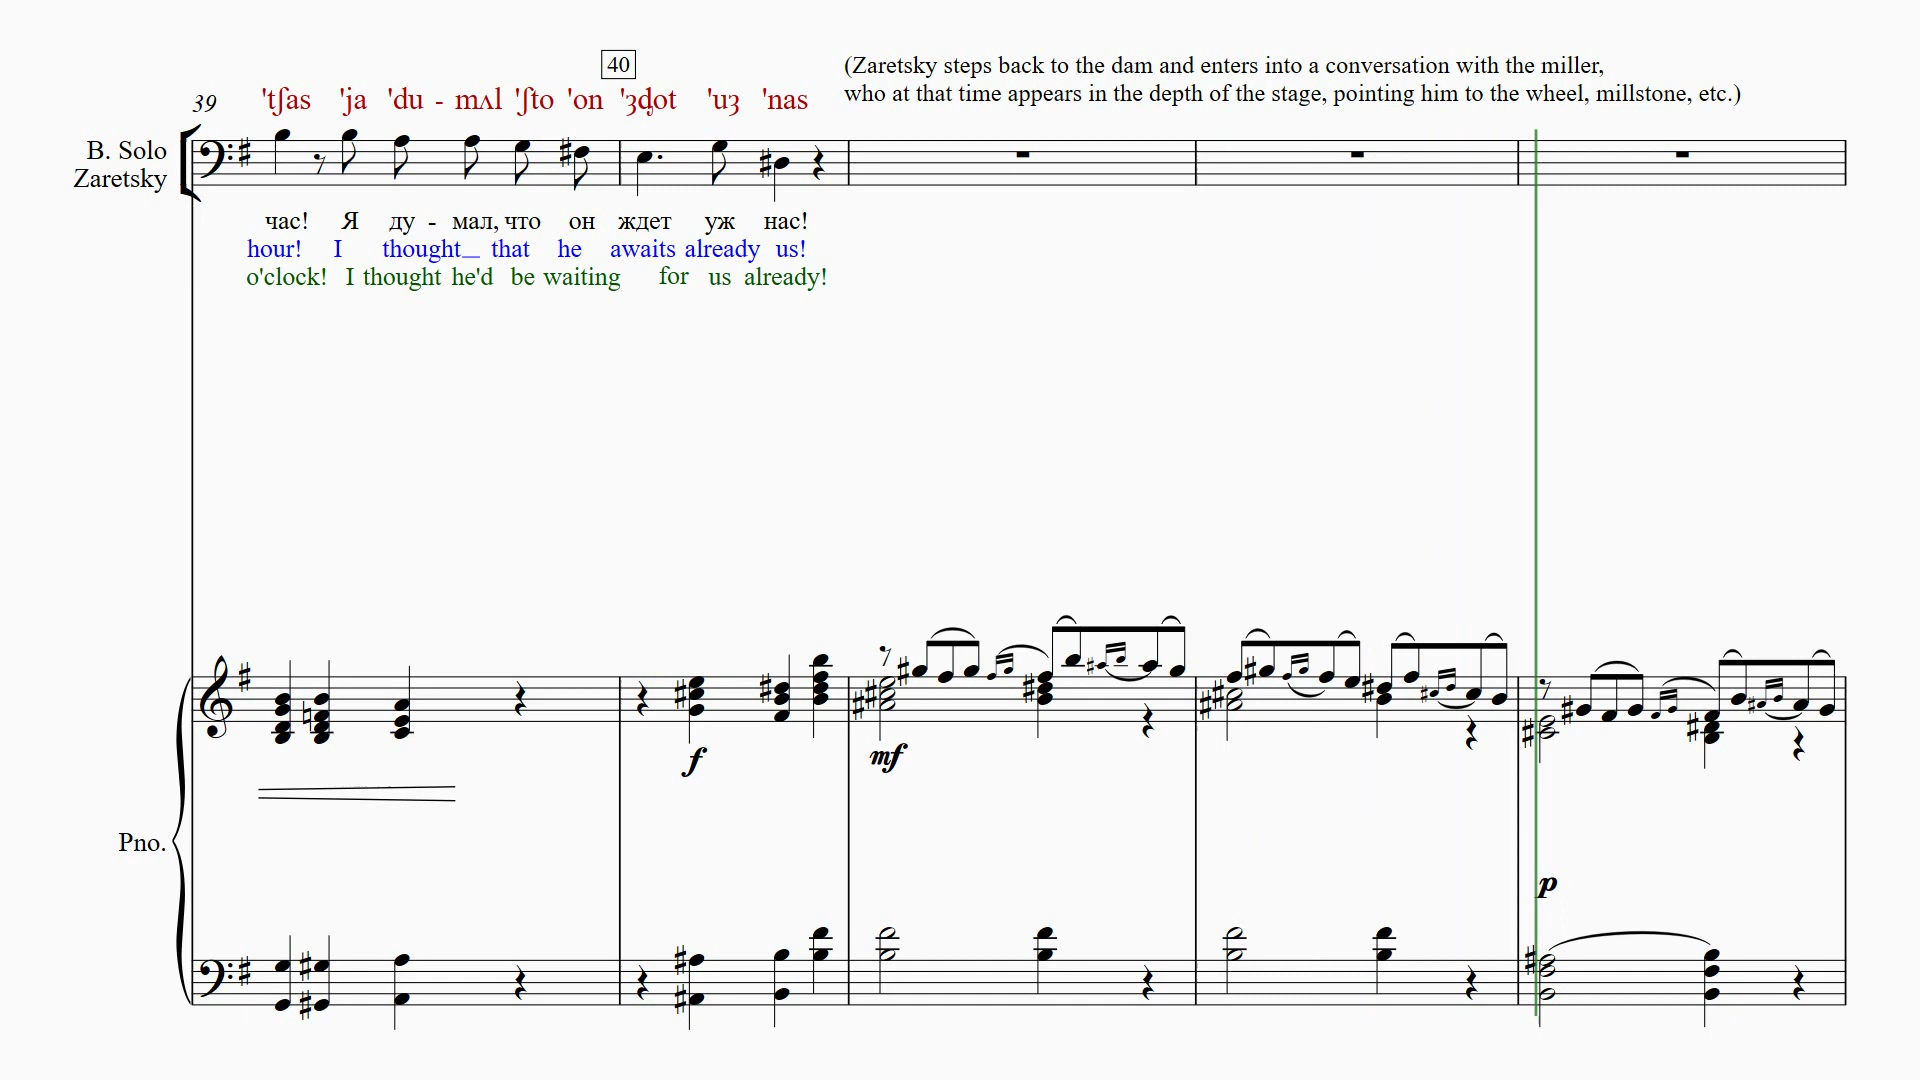 40
39 'tʃas 'ja 'du - mʌl 'ʃto 'on 'ʒdʲot 'uʒ 'nas
(Zaretsky steps back to the dam and enters into a conversation with the miller,
who at that time appears in the depth of the stage, pointing him to the wheel, millstone, etc.)
B. Solo
Zaretsky
час! Я ду - мал, что он ждет уж нас!
hour! I thought_ that he awaits already us!
o'clock! I thought he'd be waiting for us already!
f mf
Pno.
p